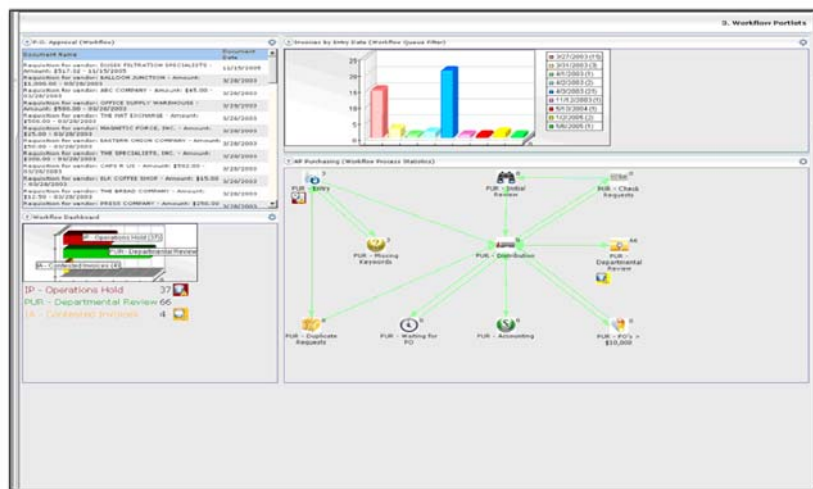 3. Workflow Portlets
P.O. Approval (Workflow)
Document Name
Document
Date
Requisition for vendor: FILTRATION SPECIALISTS -
Amount: $517.32 - 11/15/2005
11/15/2005
Requisition for vendor: BALLOON JUNCTION - Amount:
$1,000.00 - 03/28/2003
3/28/2003
Requisition for vendor: ABC COMPANY - Amount: $45.00 -
03/28/2003
3/28/2003
Requisition for vendor: OFFICE SUPPLY WAREHOUSE -
Amount: $500.00 - 03/28/2003
3/28/2003
Requisition for vendor: THE HAT EXCHANGE - Amount:
$500.00 - 03/28/2003
3/28/2003
Requisition for vendor: MAGNETIC FORCE, INC. - Amount:
$25.00 - 03/28/2003
3/28/2003
Requisition for vendor: EASTERN ONION COMPANY - Amount:
$50.00 - 03/28/2003
3/28/2003
Requisition for vendor: THE SPECIALISTS, INC. - Amount:
$200.00 - 03/28/2003
3/28/2003
Requisition for vendor: CAPS R US - Amount: $502.00 -
03/28/2003
3/28/2003
Requisition for vendor: ELK COFFEE SHOP - Amount: $15.00
- 03/28/2003
3/28/2003
Requisition for vendor: THE BREAD COMPANY - Amount:
$12.50 - 03/28/2003
3/28/2003
Requisition for vendor: PRESS COMPANY - Amount: $250.00
Invoices by Entry Date (Workflow Queue Filter)
25
20
15
10
5
0
3/27/2003 (15)
3/31/2003 (3)
4/1/2003 (1)
4/2/2003 (2)
4/3/2003 (21)
11/12/2003 (1)
5/13/2004 (1)
1/2/2005 (2)
5/5/2005 (1)
Workflow Dashboard
IP - Operations Hold (37)
PUR - Departmental Review
IA - Contested Invoices (4)
IP - Operations Hold 37
PUR - Departmental Review 66
IA - Contested Invoices 4
AP Purchasing (Workflow Process Statistics)
PUR - Entry
PUR - Initial
Review
PUR - Check
Requests
PUR - Missing
Keywords
PUR - Distribution
PUR -
Departmental
Review
PUR - Duplicate
Requests
PUR - Waiting for
PO
PUR - Accounting
PUR - PO's >
$10,000